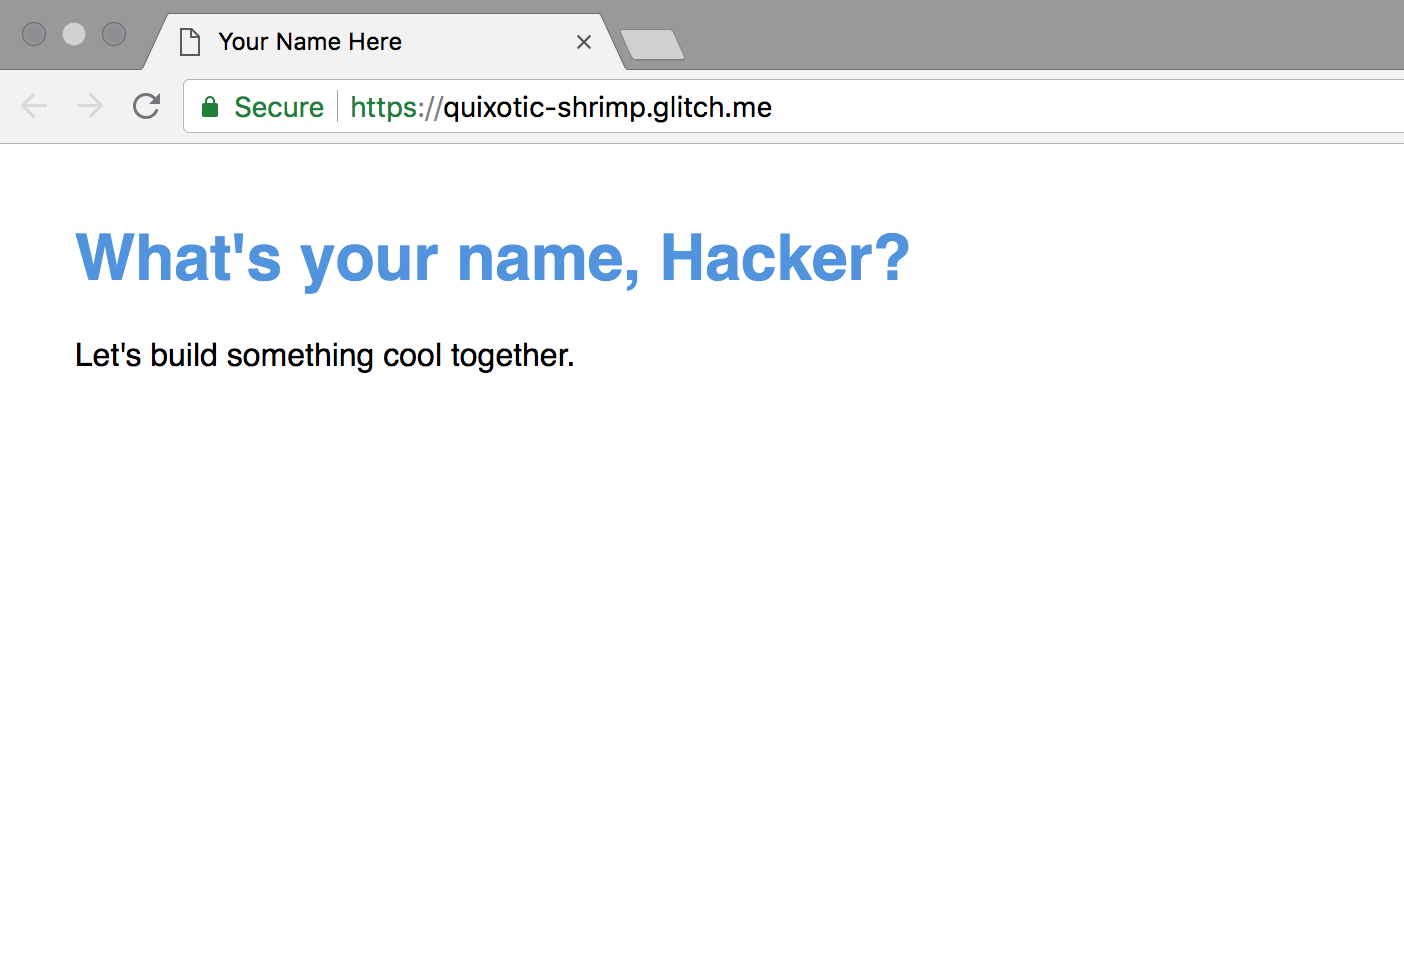 Your Name Here
Secure https://quixotic-shrimp.glitch.me
What's your name, Hacker?
Let's build something cool together.